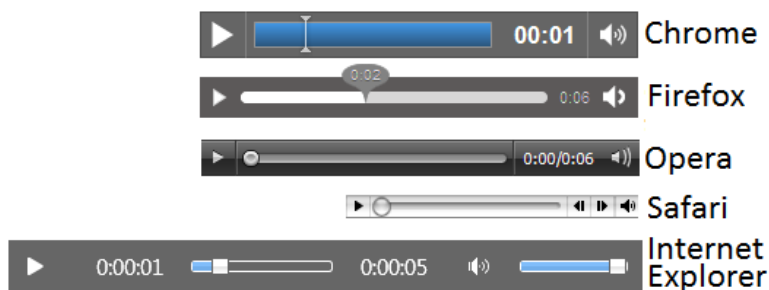 00:01 Chrome
0:02
0:06 Firefox
0:00/0:06 Opera
Safari
0:00:01 0:00:05 Internet
Explorer